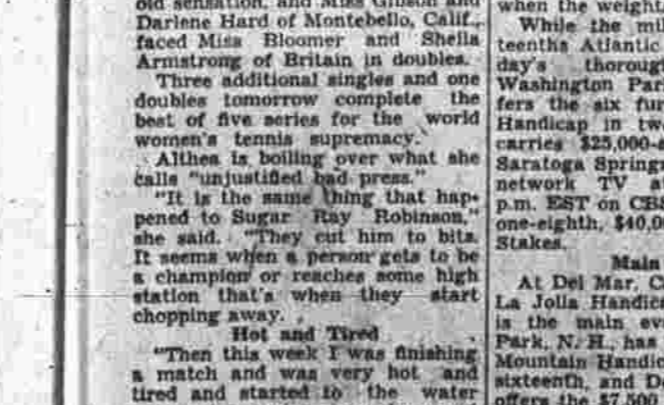 old sensation, and Miss Gibson and
Darlene Hard of Montebello, Calif.,
faced Miss Bloomer and Sheila
Armstrong of Britain in doubles.
Three additional singles and one
doubles tomorrow complete the
best of five series for the world
women's tennis supremacy.
Althea is boiling over what she
calls "unjustified bad press."
"It is the same thing that hap-
pened to Sugar Ray Robinson,"
she said. "They cut him to bits.
It seems when a person gets to be
a champion or reaches some high
station that's when they start
chopping away.
Hot and Tired
"Then this week I was finishing
a match and was very hot and
tired and started to the water
when the weight
While the mi
teenths Atlantic
day's thoroug
Washington Par
fers the six fur
Handicap in tw
carries $25,000-a
Saratoga Spring
network TV a
p.m. EST on CBS
one-eighth, $40,0
Stakes.
Main
At Del Mar, C
La Jolla Handic
is the main ev
Park, N. H., has
Mountain Handic
sixteenth, and D
offers the $7,500